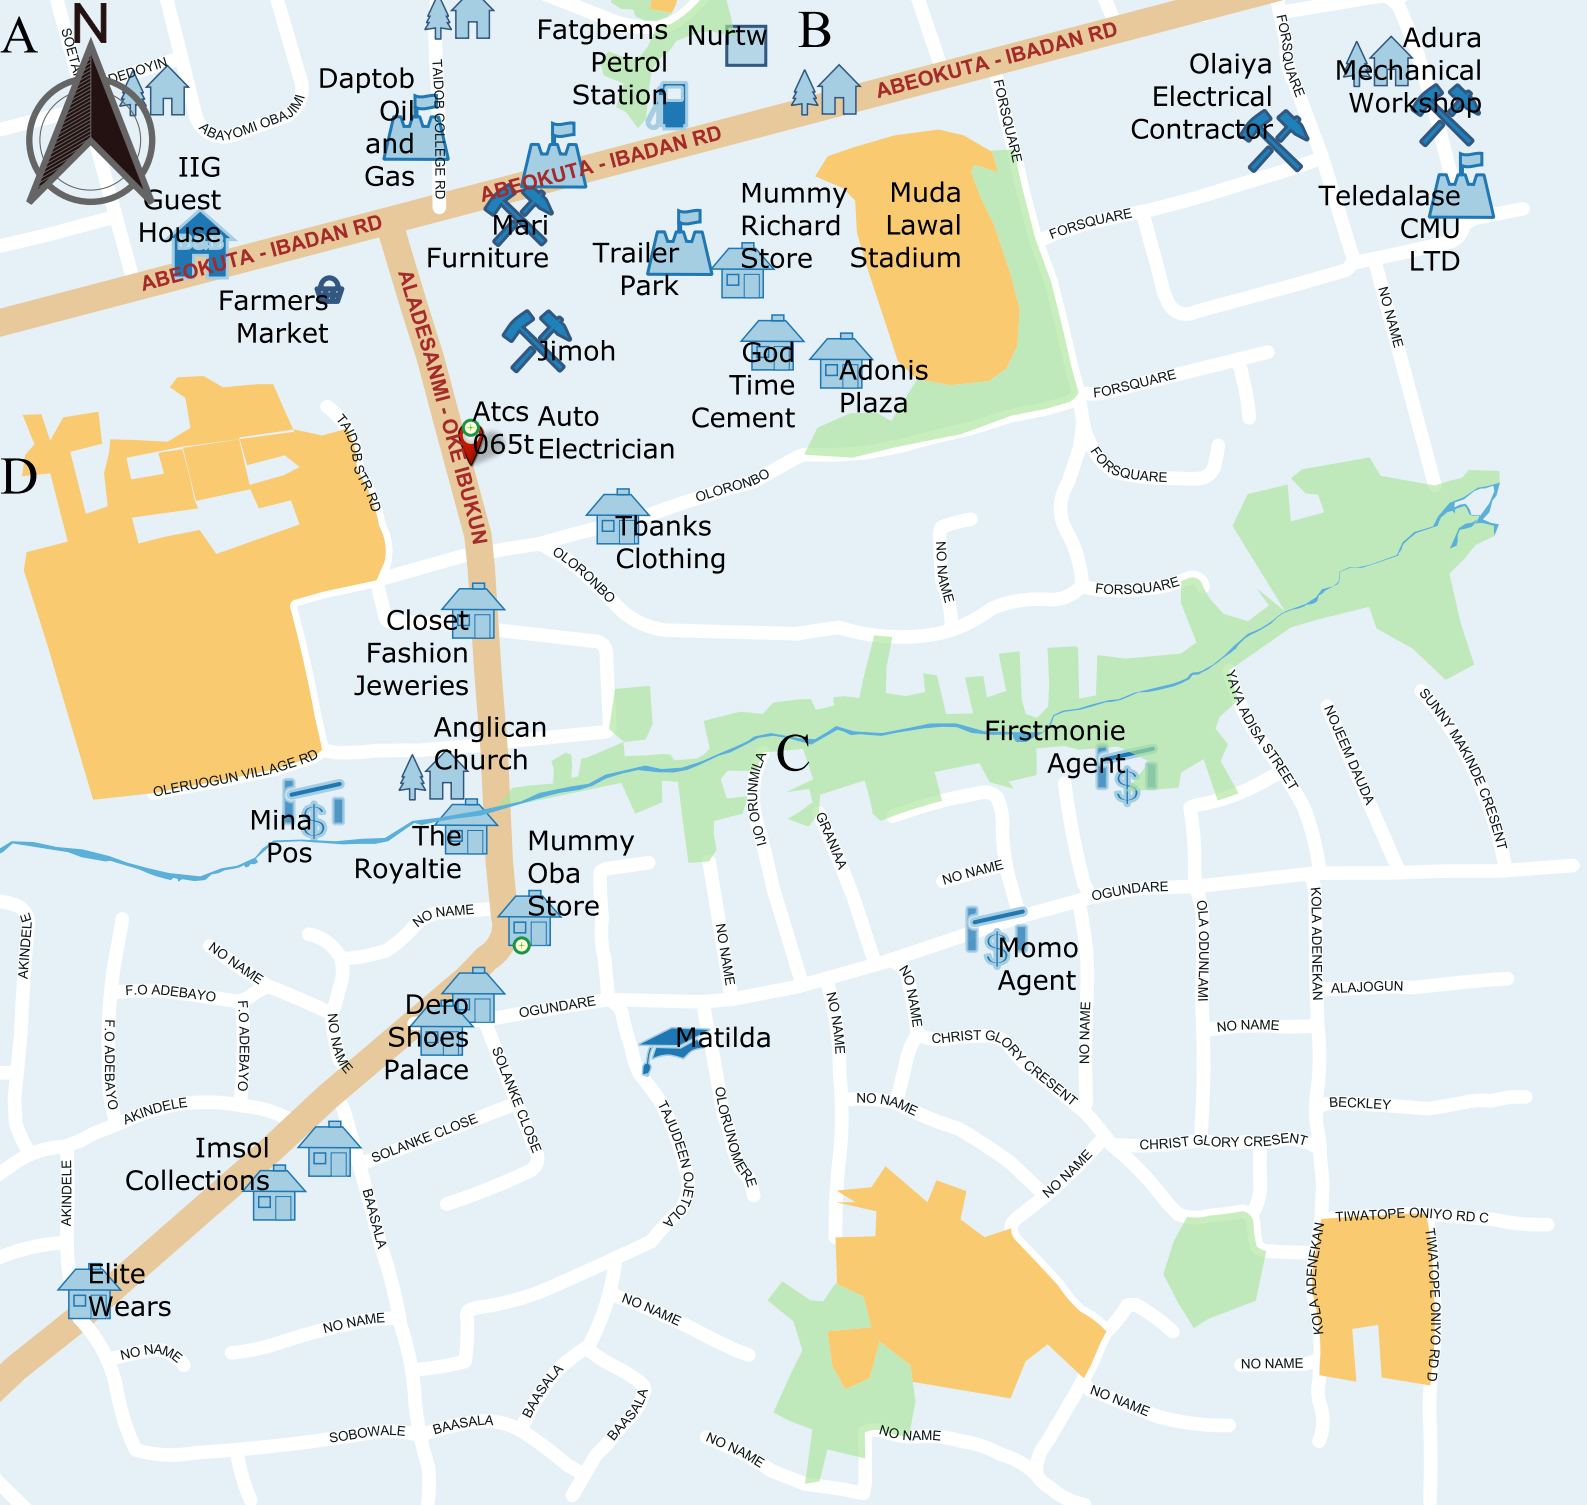 N
A
SOETA
DEDOYIN
ABAYOMI OBAJMI
Daptob
Oil
and
Gas
TAIDOB COLLEGE RD
Fatgbems
Petrol
Station
Nurtw
B
ABEOKUTA - IBADAN RD
FORSQUARE
FORSQUARE
Olaiya
Electrical
Contractor
Adura
Mechanical
Workshop
Teledalase
CMU
LTD
IIG
Guest
House
ABEOKUTA - IBADAN RD
ABEOKUTA - IBADAN RD
Farmers
Market
Mari
Furniture
Trailer
Park
Mummy
Richard
Store
Muda
Lawal
Stadium
FORSQUARE
NO NAME
ALADESANMI - OKE IBUKUN
Jimoh
God
Time
Cement
Adonis
Plaza
FORSQUARE
Atcs
065t
Auto
Electrician
D
TAIDOB STR RD
OLORONBO
FORSQUARE
Tbanks
Clothing
OLORONBO
NO NAME
FORSQUARE
Closet
Fashion
Jeweries
Anglican
Church
OLERUOGUN VILLAGE RD
C
Firstmonie
Agent
YAYA ADISA STREET
NOJEEM DAUDA
SUNNY MAKINDE CRESENT
Mina
Pos
The
Royaltie
Mummy
Oba
Store
IJO ORUNMILA
GRANIAA
NO NAME
OGUNDARE
NO NAME
AKINDELE
NO NAME
NO NAME
Momo
Agent
NO NAME
OLA ODUNLAMI
KOLA ADENEKAN
ALAJOGUN
F.O ADEBAYO
F.O ADEBAYO
F.O ADEBAYO
NO NAME
Dero
Shoes
Palace
OGUNDARE
Matilda
NO NAME
NO NAME
CHRIST GLORY CRESENT
NO NAME
NO NAME
AKINDELE
SOLANKE CLOSE
SOLANKE CLOSE
TAJUDEEN OJETOLA
OLORUNOMERE
NO NAME
BECKLEY
CHRIST GLORY CRESENT
Imsol
Collections
AKINDELE
BAASALA
NO NAME
TIWATOPE ONIYO RD C
KOLA ADENEKAN
TIWATOPE ONIYO RD D
Elite
Wears
NO NAME
NO NAME
NO NAME
NO NAME
BAASALA
BAASALA
NO NAME
SOBOWALE
BAASALA
NO NAME
NO NAME